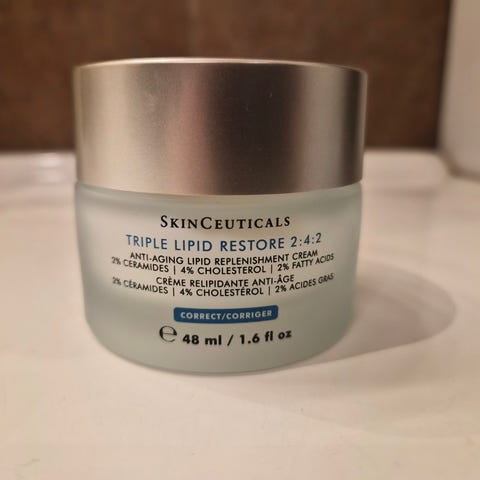 SKINCEUTICALS
TRIPLE LIPID RESTORE 2:4:2
ANTI-AGING LIPID REPLENISHMENT CREAM
2% CERAMIDES | 4% CHOLESTEROL | 2% FATTY ACIDS
CRÈME RELIPIDANTE ANTI-ÂGE
2% CÉRAMIDES | 4% CHOLESTÉROL | 2% ACIDES GRAS
CORRECT/CORRIGER
℮ 48 ml / 1.6 fl oz